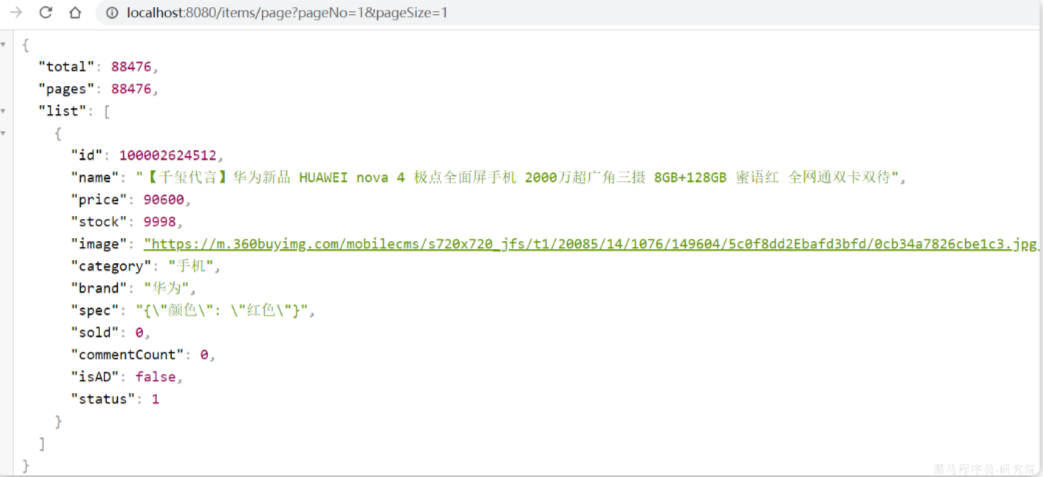 localhost:8080/items/page?pageNo=1&pageSize=1
{
"total": 88476,
"pages": 88476,
"list": [
{
"id": 100002624512,
"name": "【千玺代言】华为新品 HUAWEI nova 4 极点全面屏手机 2000万超广角三摄 8GB+128GB 蜜语红 全网通双卡双待",
"price": 90600,
"stock": 9998,
"image": "https://m.360buyimg.com/mobilecms/s720x720_jfs/t1/20085/14/1076/149604/5c0f8dd2Ebafd3bfd/0cb34a7826cbe1c3.jpg
"category": "手机",
"brand": "华为",
"spec": "{\"颜色\": \"红色\"}",
"sold": 0,
"commentCount": 0,
"isAD": false,
"status": 1
}
]
}
黑马程序员-研究院